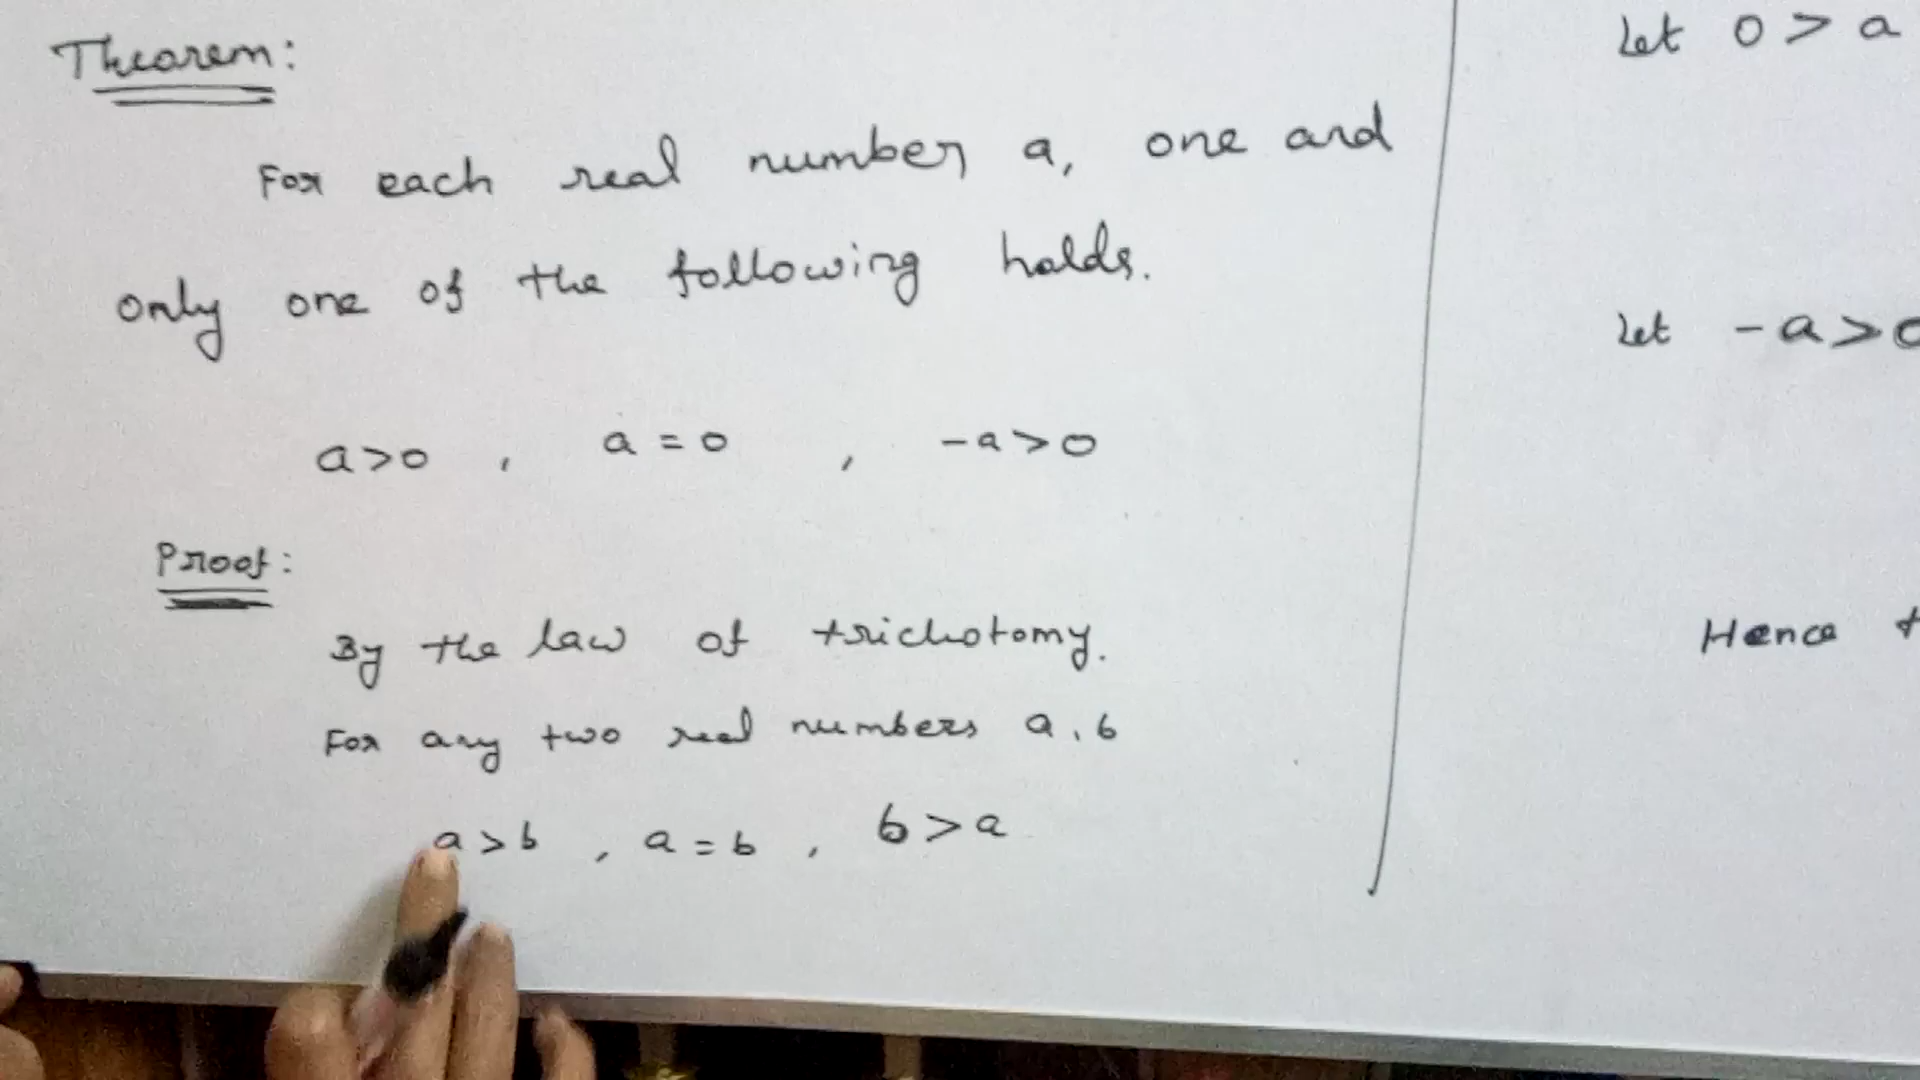 Theorem:
For each real number a, one and
only one of the following holds.
a>0 , a = 0 , -a>0
Proof:
By the law of trichotomy.
For any two real numbers a, b
a>b , a = b , b>a
Let 0 > a
Let -a>0
Hence